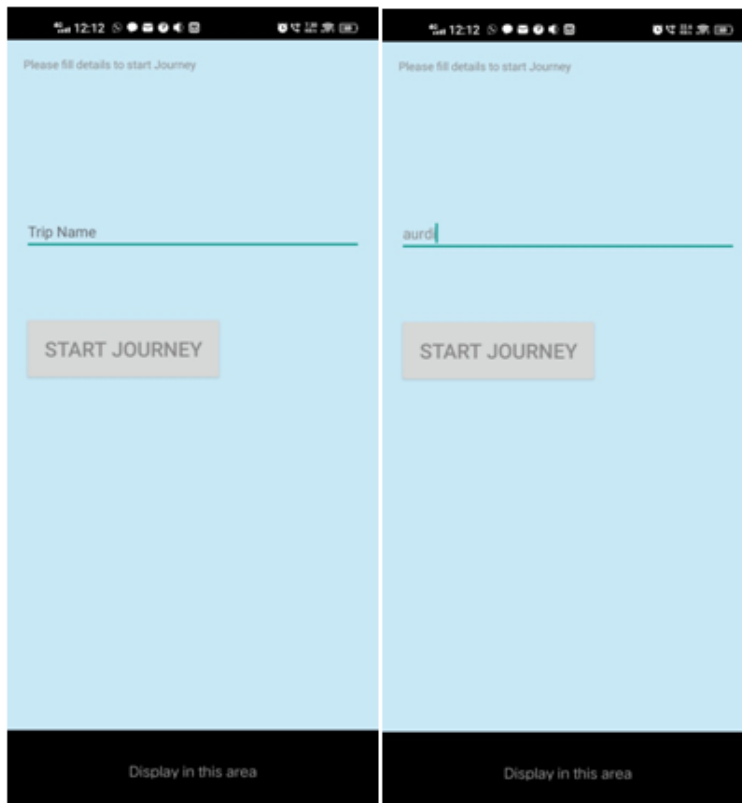 12:12
Please fill details to start Journey
Trip Name
START JOURNEY
Display in this area
12:12
Please fill details to start Journey
aurdi
START JOURNEY
Display in this area